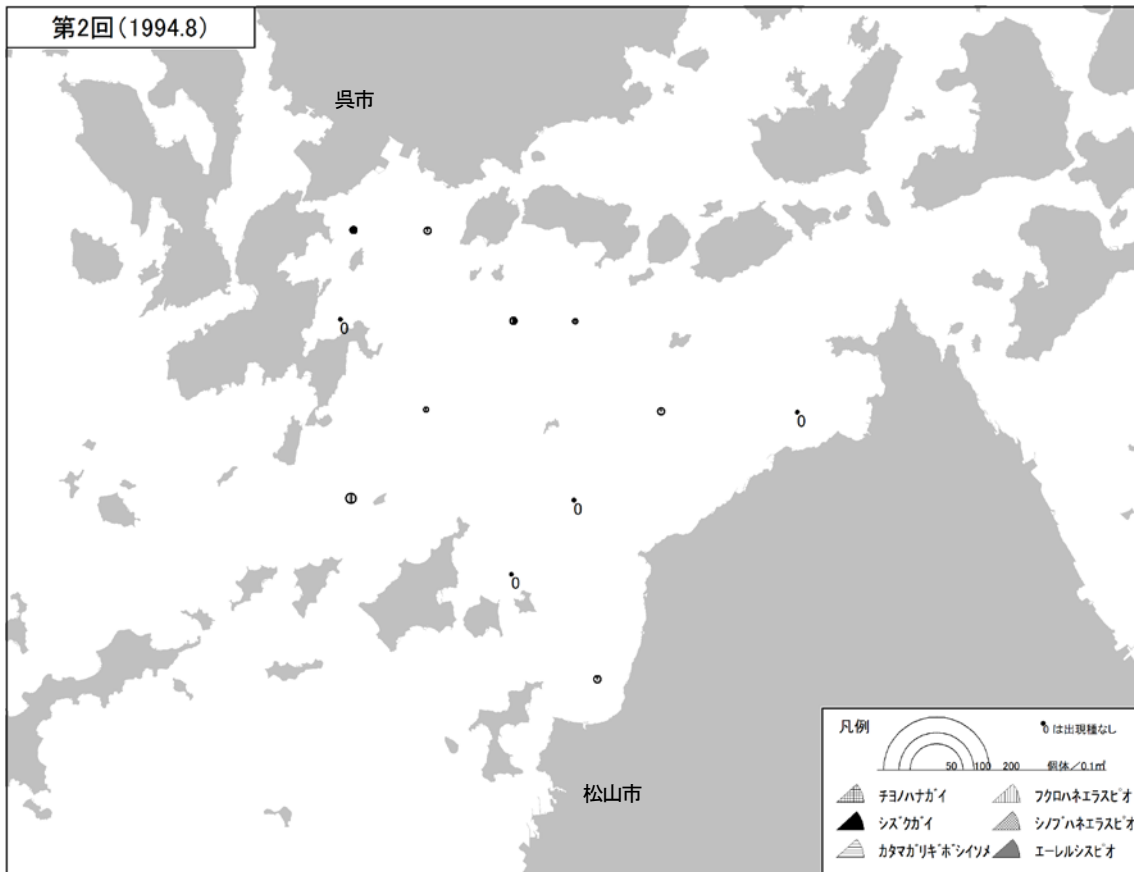 第2回(1994.8)
呉市
0
0
0
0
松山市
凡例
0 は出現種なし
50 100 200 個体/0.1㎡
チヨノハナガイ フクロハネエラスピオ
シズクガイ シノブハネエラスピオ
カタマガリギボシイソメ エーレルシスピオ